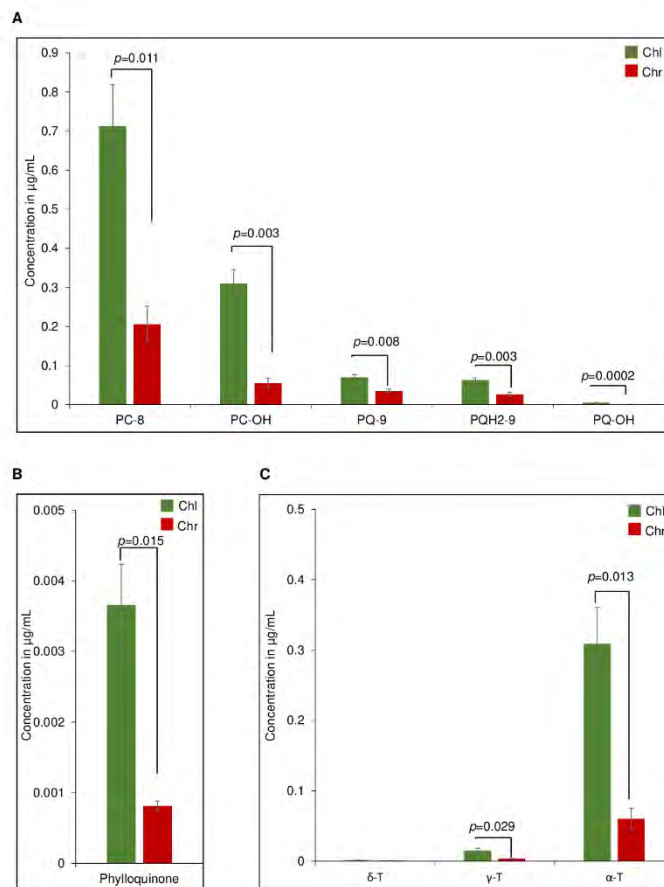 A
Chl
Chr
Concentration in µg/mL
0.9
0.8
0.7
0.6
0.5
0.4
0.3
0.2
0.1
0
p=0.011
p=0.003
p=0.008
p=0.003
p=0.0002
PC-8 PC-OH PQ-9 PQH2-9 PQ-OH
B
Chl
Chr
Concentration in µg/mL
0.005
0.004
0.003
0.002
0.001
0
p=0.015
Phylloquinone
C
Chl
Chr
Concentration in µg/mL
0.5
0.4
0.3
0.2
0.1
0
p=0.013
p=0.029
δ-T γ-T α-T